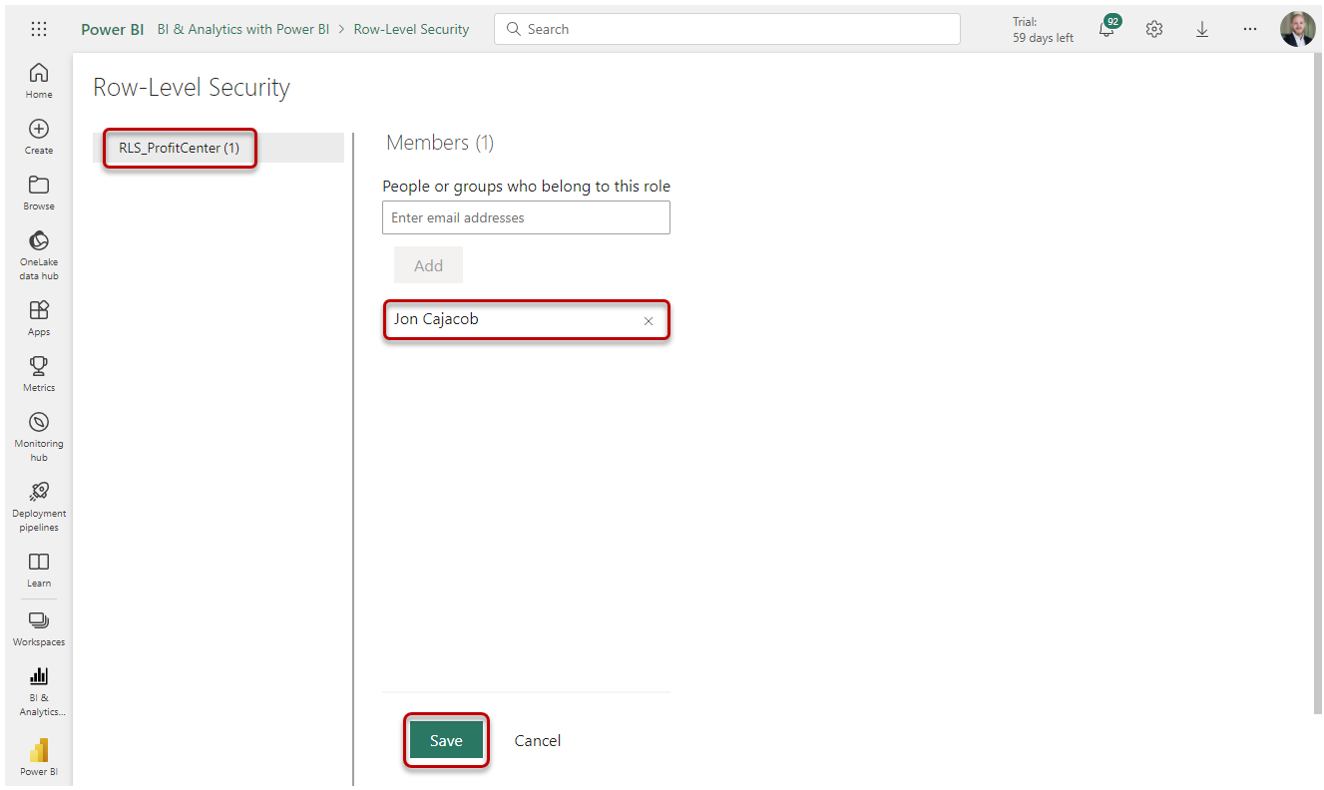 Power BI BI & Analytics with Power BI > Row-Level Security
Search
Trial:
59 days left
92
Home
Create
Browse
OneLake
data hub
Apps
Metrics
Monitoring
hub
Deployment
pipelines
Learn
Workspaces
BI &
Analytics...
Power BI
Row-Level Security
RLS_ProfitCenter (1)
Members (1)
People or groups who belong to this role
Enter email addresses
Add
Jon Cajacob
Save Cancel